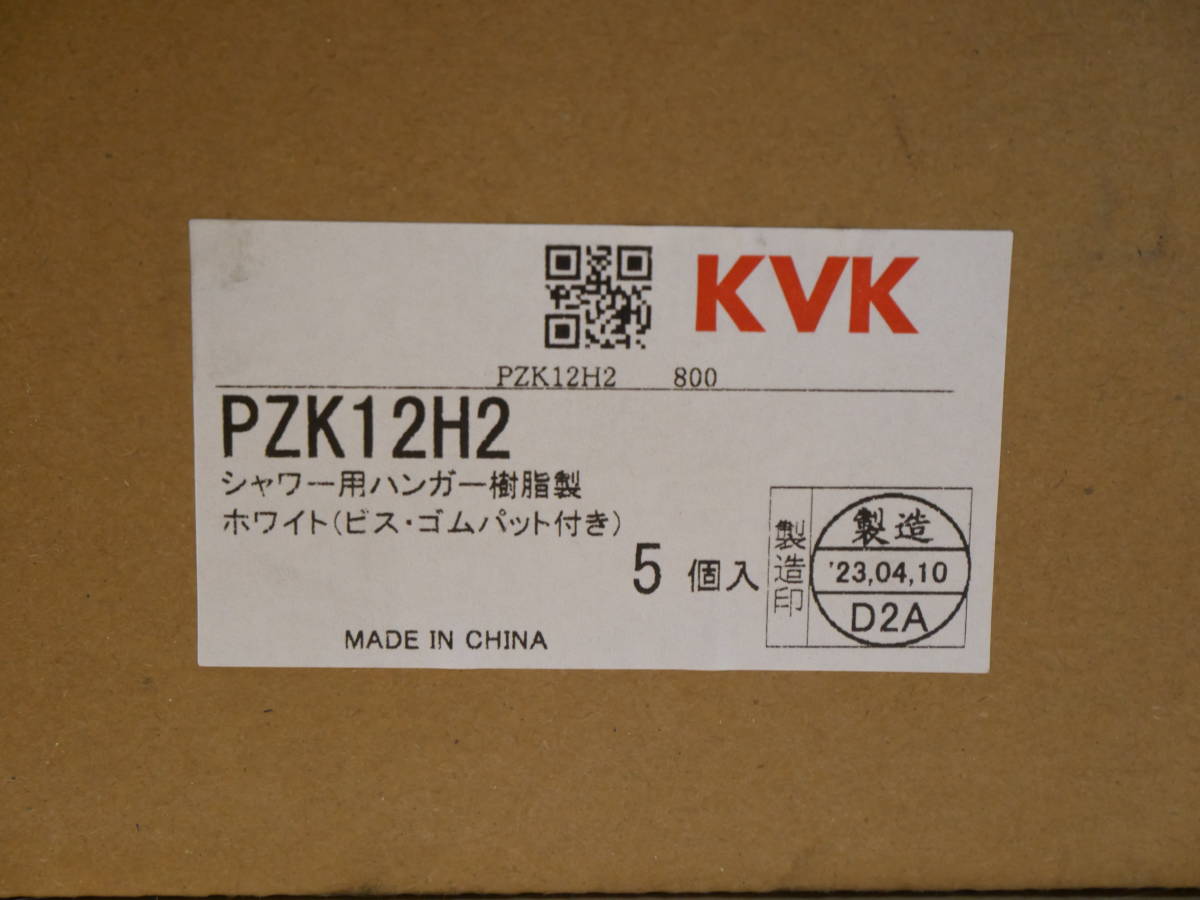 KVK
PZK12H2 800
PZK12H2
シャワー用ハンガー樹脂製
ホワイト(ビス・ゴムパット付き)
5 個入
製造印
製造
'23,04,10
D2A
MADE IN CHINA